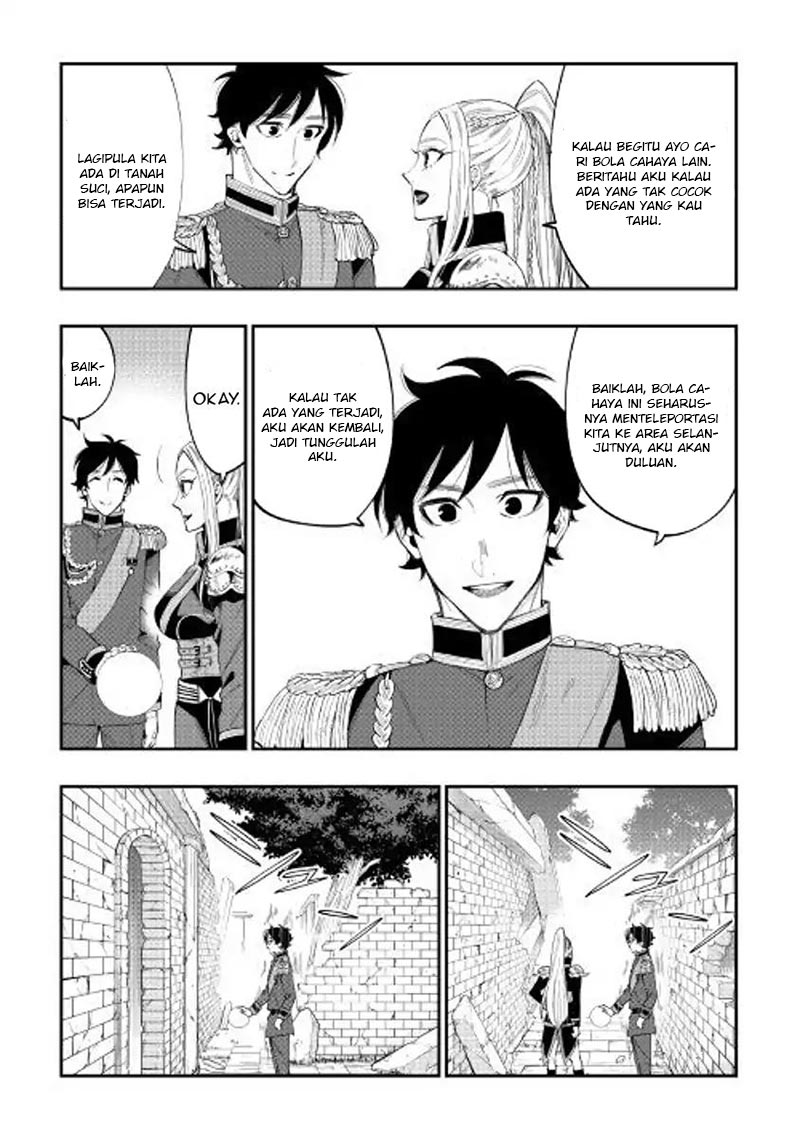 KALAU BEGITU AYO CA-
RI BOLA CAHAYA LAIN.
BERITAHU AKU KALAU
ADA YANG TAK COCOK
DENGAN YANG KAU
TAHU.
LAGIPULA KITA
ADA DI TANAH
SUCI, APAPUN
BISA TERJADI.
BAIKLAH, BOLA CA-
HAYA INI SEHARUS-
NYA MENTELEPORTASI
KITA KE AREA SELAN-
JUTNYA, AKU AKAN
DULUAN.
KALAU TAK
ADA YANG TERJADI,
AKU AKAN KEMBALI,
JADI TUNGGULAH
AKU.
OKAY.
BAIK-
LAH.